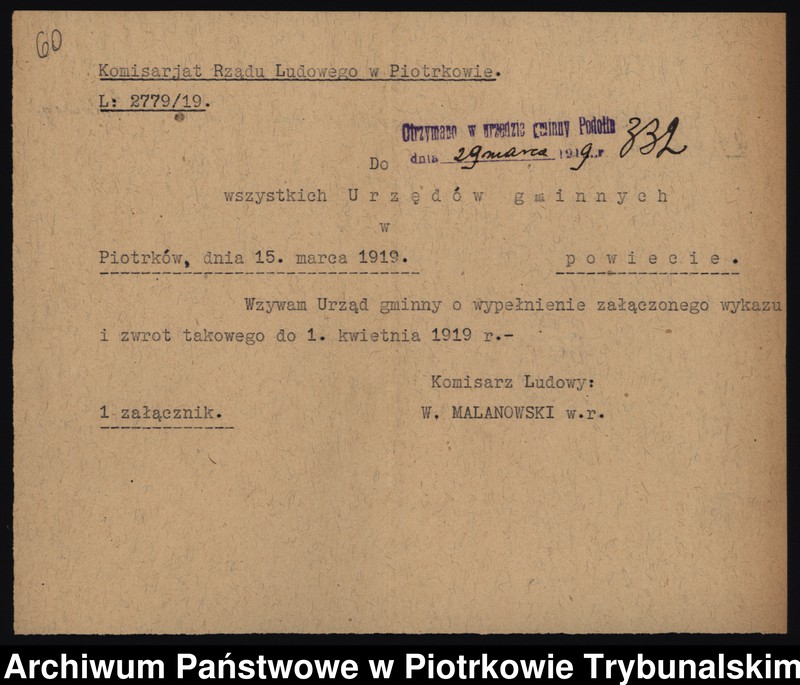 60
Komisarjat Rządu Ludowego w Piotrkowie.
L: 2779/19.
Otrzymano w urzędzie gminny Podolin
dnia 29 marca 1919 r. 332
Do
wszystkich Urzędów gminnych
w
Piotrków, dnia 15. marca 1919. powiecie.
Wzywam Urząd gminny o wypełnienie załączonego wykazu
i zwrot takowego do 1. kwietnia 1919 r.-
Komisarz Ludowy:
1 załącznik. W. MALANOWSKI w.r.
Archiwum Państwowe w Piotrkowie Trybunalskim